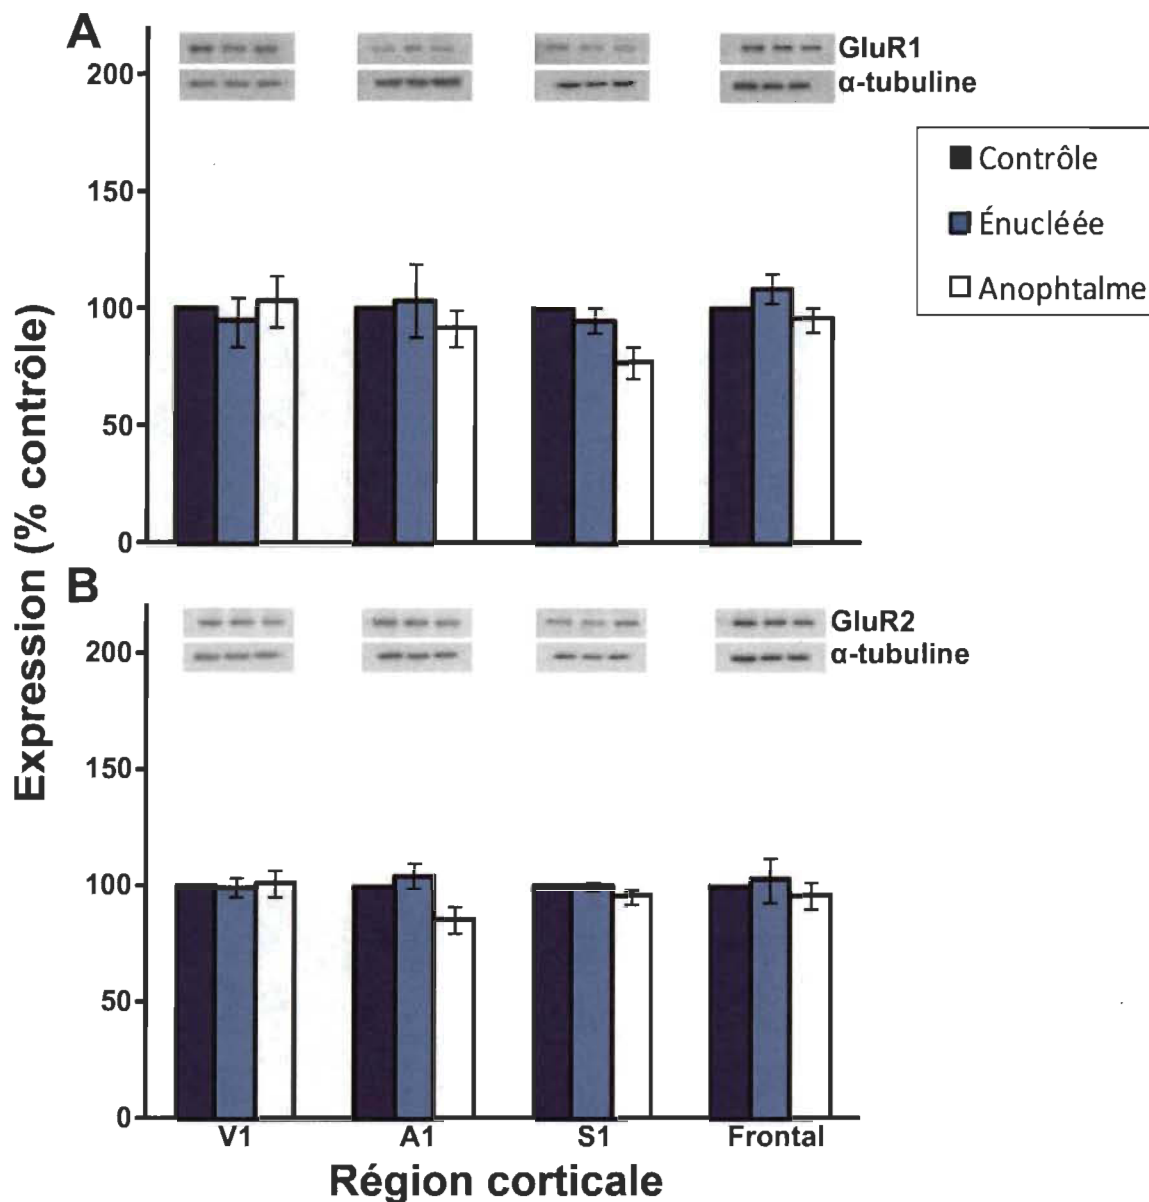 A
GluR1
α-tubuline
200
150
100
50
0
Contrôle
Énucléée
Anophtalme
Expression (% contrôle)
B
GluR2
α-tubuline
200
150
100
50
0
V1 A1 S1 Frontal
Région corticale